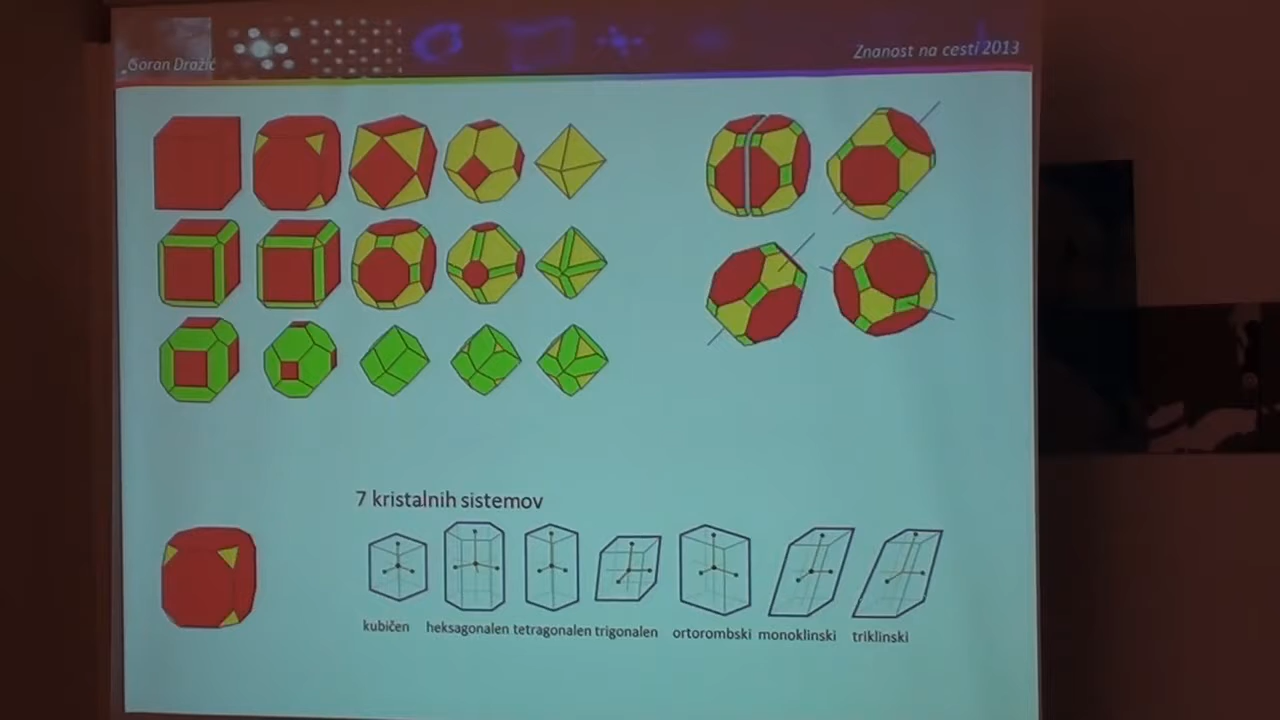 Goran Dražić
Znanost na cesti 2013
7 kristalnih sistemov
kubičen heksagonalen tetragonalen trigonalen ortorombski monoklinski triklinski